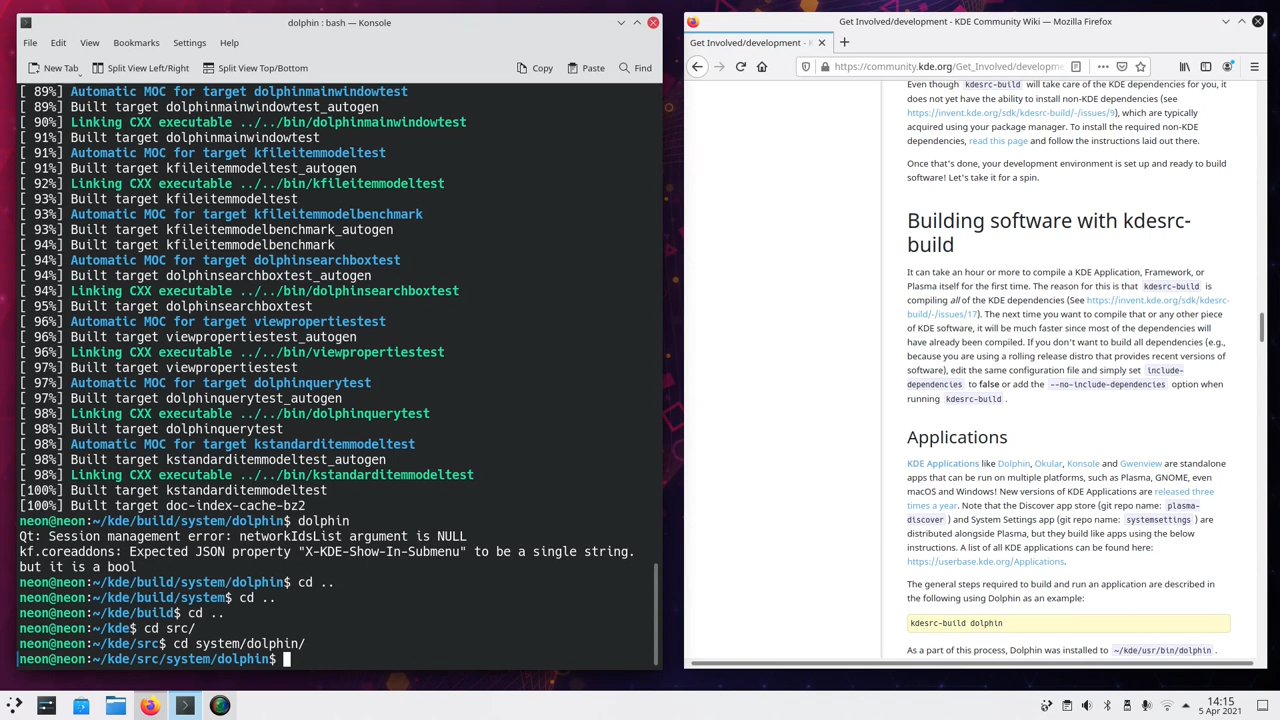 dolphin : bash — Konsole
File Edit View Bookmarks Settings Help
New Tab Split View Left/Right Split View Top/Bottom Copy Paste Find
[ 89%] Automatic MOC for target dolphinmainwindowtest
[ 89%] Built target dolphinmainwindowtest_autogen
[ 90%] Linking CXX executable ../../bin/dolphinmainwindowtest
[ 91%] Built target dolphinmainwindowtest
[ 91%] Automatic MOC for target kfileitemmodeltest
[ 91%] Built target kfileitemmodeltest_autogen
[ 92%] Linking CXX executable ../../bin/kfileitemmodeltest
[ 93%] Built target kfileitemmodeltest
[ 93%] Automatic MOC for target kfileitemmodelbenchmark
[ 93%] Built target kfileitemmodelbenchmark_autogen
[ 94%] Built target kfileitemmodelbenchmark
[ 94%] Automatic MOC for target dolphinsearchboxtest
[ 94%] Built target dolphinsearchboxtest_autogen
[ 94%] Linking CXX executable ../../bin/dolphinsearchboxtest
[ 95%] Built target dolphinsearchboxtest
[ 96%] Automatic MOC for target viewpropertiestest
[ 96%] Built target viewpropertiestest_autogen
[ 96%] Linking CXX executable ../../bin/viewpropertiestest
[ 97%] Built target viewpropertiestest
[ 97%] Automatic MOC for target dolphinquerytest
[ 97%] Built target dolphinquerytest_autogen
[ 98%] Linking CXX executable ../../bin/dolphinquerytest
[ 98%] Built target dolphinquerytest
[ 98%] Automatic MOC for target kstandarditemmodeltest
[ 98%] Built target kstandarditemmodeltest_autogen
[ 98%] Linking CXX executable ../../bin/kstandarditemmodeltest
[100%] Built target kstandarditemmodeltest
[100%] Built target doc-index-cache-bz2
neon@neon:~/kde/build/system/dolphin$ dolphin
Qt: Session management error: networkIdsList argument is NULL
kf.coreaddons: Expected JSON property "X-KDE-Show-In-Submenu" to be a single string.
but it is a bool
neon@neon:~/kde/build/system/dolphin$ cd ..
neon@neon:~/kde/build/system$ cd ..
neon@neon:~/kde/build$ cd ..
neon@neon:~/kde$ cd src/
neon@neon:~/kde/src$ cd system/dolphin/
neon@neon:~/kde/src/system/dolphin$
Get Involved/development - KDE Community Wiki — Mozilla Firefox
Get Involved/development - K
https://community.kde.org/Get_Involved/developme
Even though kdesrc-build will take care of the KDE dependencies for you, it
does not yet have the ability to install non-KDE dependencies (see
https://invent.kde.org/sdk/kdesrc-build/-/issues/9), which are typically
acquired using your package manager. To install the required non-KDE
dependencies, read this page and follow the instructions laid out there.
Once that's done, your development environment is set up and ready to build
software! Let's take it for a spin.
Building software with kdesrc-
build
It can take an hour or more to compile a KDE Application, Framework, or
Plasma itself for the first time. The reason for this is that kdesrc-build is
compiling all of the KDE dependencies (See https://invent.kde.org/sdk/kdesrc-
build/-/issues/17). The next time you want to compile that or any other piece
of KDE software, it will be much faster since most of the dependencies will
have already been compiled. If you don't want to build all dependencies (e.g.,
because you are using a rolling release distro that provides recent versions of
software), edit the same configuration file and simply set include-
dependencies to false or add the --no-include-dependencies option when
running kdesrc-build .
Applications
KDE Applications like Dolphin, Okular, Konsole and Gwenview are standalone
apps that can be run on multiple platforms, such as Plasma, GNOME, even
macOS and Windows! New versions of KDE Applications are released three
times a year. Note that the Discover app store (git repo name: plasma-
discover ) and System Settings app (git repo name: systemsettings ) are
distributed alongside Plasma, but they build like apps using the below
instructions. A list of all KDE applications can be found here:
https://userbase.kde.org/Applications.
The general steps required to build and run an application are described in
the following using Dolphin as an example:
kdesrc-build dolphin
As a part of this process, Dolphin was installed to ~/kde/usr/bin/dolphin .
14:15
5 Apr 2021